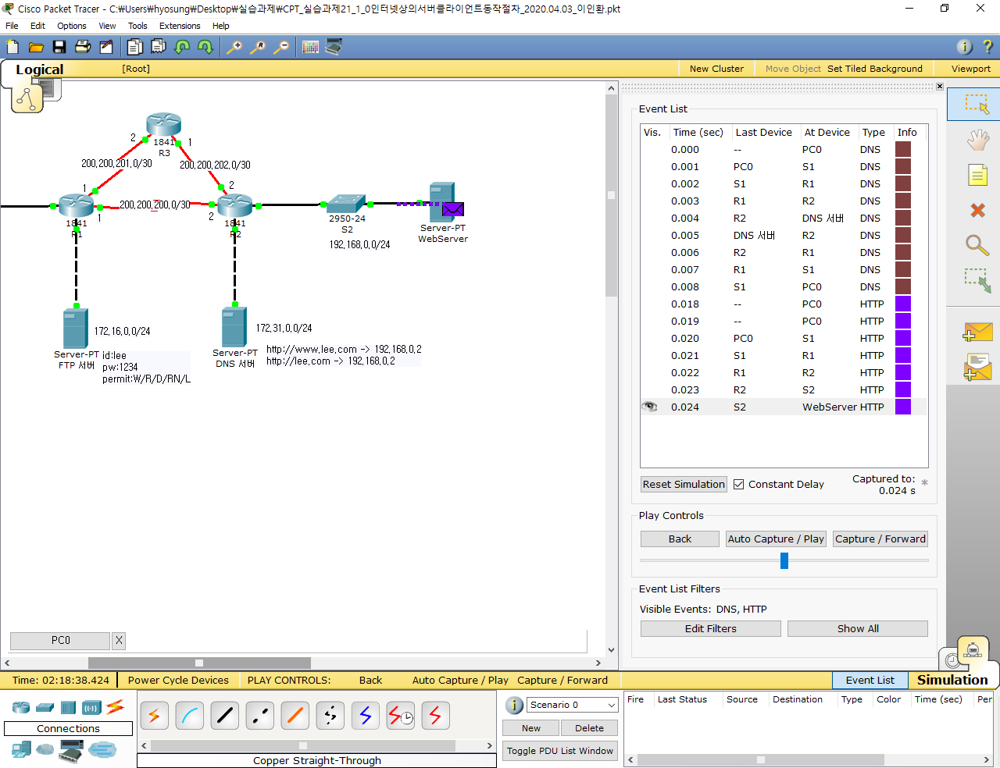 Cisco Packet Tracer - C:₩Users₩hyosung₩Desktop₩실습과제₩CPT_실습과제21_1_0인터넷상의서버클라이언트동작절차_2020.04.03_이인환.pkt
File Edit Options View Tools Extensions Help
Logical [Root] New Cluster Move Object Set Tiled Background Viewport
1841
R3
2
1
200,200,201,0/30
200,200,202,0/30
1
2
200,200,200,0/30
1
2
1841
R1
1841
R2
2950-24
S2
192,168,0,0/24
Server-PT
WebServer
172,16,0,0/24
Server-PT
FTP 서버
id:lee
pw:1234
permit:W/R/D/RN/L
172,31,0,0/24
Server-PT
DNS 서버
http://www,lee,com -> 192,168,0,2
http://lee,com -> 192,168,0,2
PC0 X
Event List
Vis. Time (sec) Last Device At Device Type Info
0.000 -- PC0 DNS
0.001 PC0 S1 DNS
0.002 S1 R1 DNS
0.003 R1 R2 DNS
0.004 R2 DNS 서버 DNS
0.005 DNS 서버 R2 DNS
0.006 R2 R1 DNS
0.007 R1 S1 DNS
0.008 S1 PC0 DNS
0.018 -- PC0 HTTP
0.019 -- PC0 HTTP
0.020 PC0 S1 HTTP
0.021 S1 R1 HTTP
0.022 R1 R2 HTTP
0.023 R2 S2 HTTP
0.024 S2 WebServer HTTP
Reset Simulation Constant Delay Captured to: *
0.024 s
Play Controls
Back Auto Capture / Play Capture / Forward
Event List Filters
Visible Events: DNS, HTTP
Edit Filters Show All
Time: 02:18:38.424 Power Cycle Devices PLAY CONTROLS: Back Auto Capture / Play Capture / Forward Event List Simulation
Connections
Copper Straight-Through
Scenario 0
New Delete
Toggle PDU List Window
Fire Last Status Source Destination Type Color Time (sec) Per